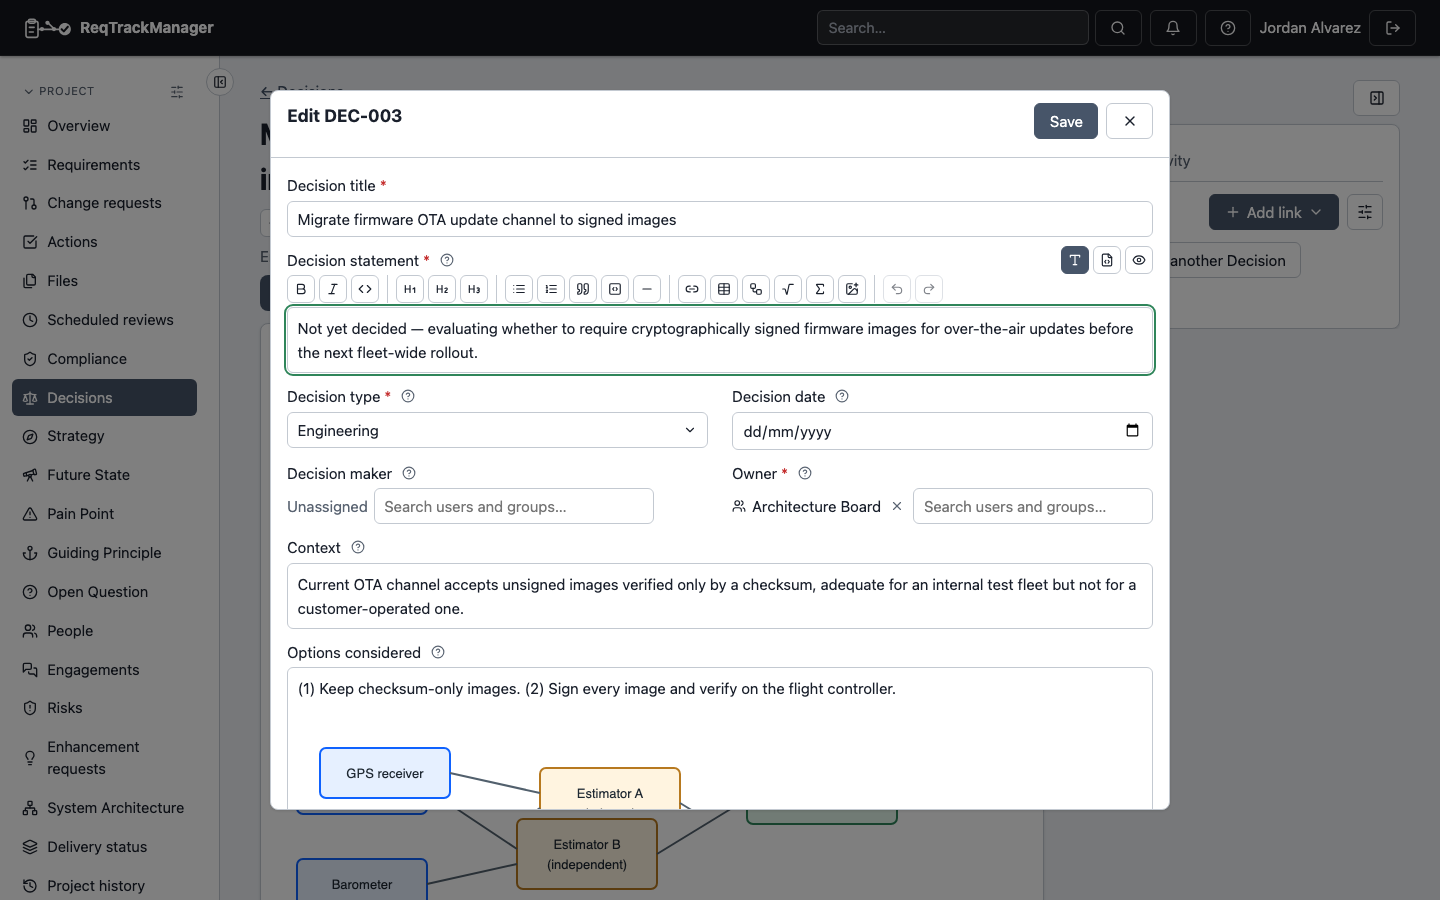 ReqTrackManager
Search...
Jordan Alvarez
PROJECT
Overview
Requirements
Change requests
Actions
Files
Scheduled reviews
Compliance
Decisions
Strategy
Future State
Pain Point
Guiding Principle
Open Question
People
Engagements
Risks
Enhancement
requests
System Architecture
Delivery status
Project history
Edit DEC-003
Save
Decision title *
Migrate firmware OTA update channel to signed images
Decision statement *
B I <> H1 H2 H3
Not yet decided — evaluating whether to require cryptographically signed firmware images for over-the-air updates before
the next fleet-wide rollout.
Decision type *
Engineering
Decision date
dd/mm/yyyy
Decision maker
Unassigned
Search users and groups...
Owner *
Architecture Board
Search users and groups...
Context
Current OTA channel accepts unsigned images verified only by a checksum, adequate for an internal test fleet but not for a
customer-operated one.
Options considered
(1) Keep checksum-only images. (2) Sign every image and verify on the flight controller.
GPS receiver
Estimator A
Estimator B
(independent)
Barometer
Add link
another Decision